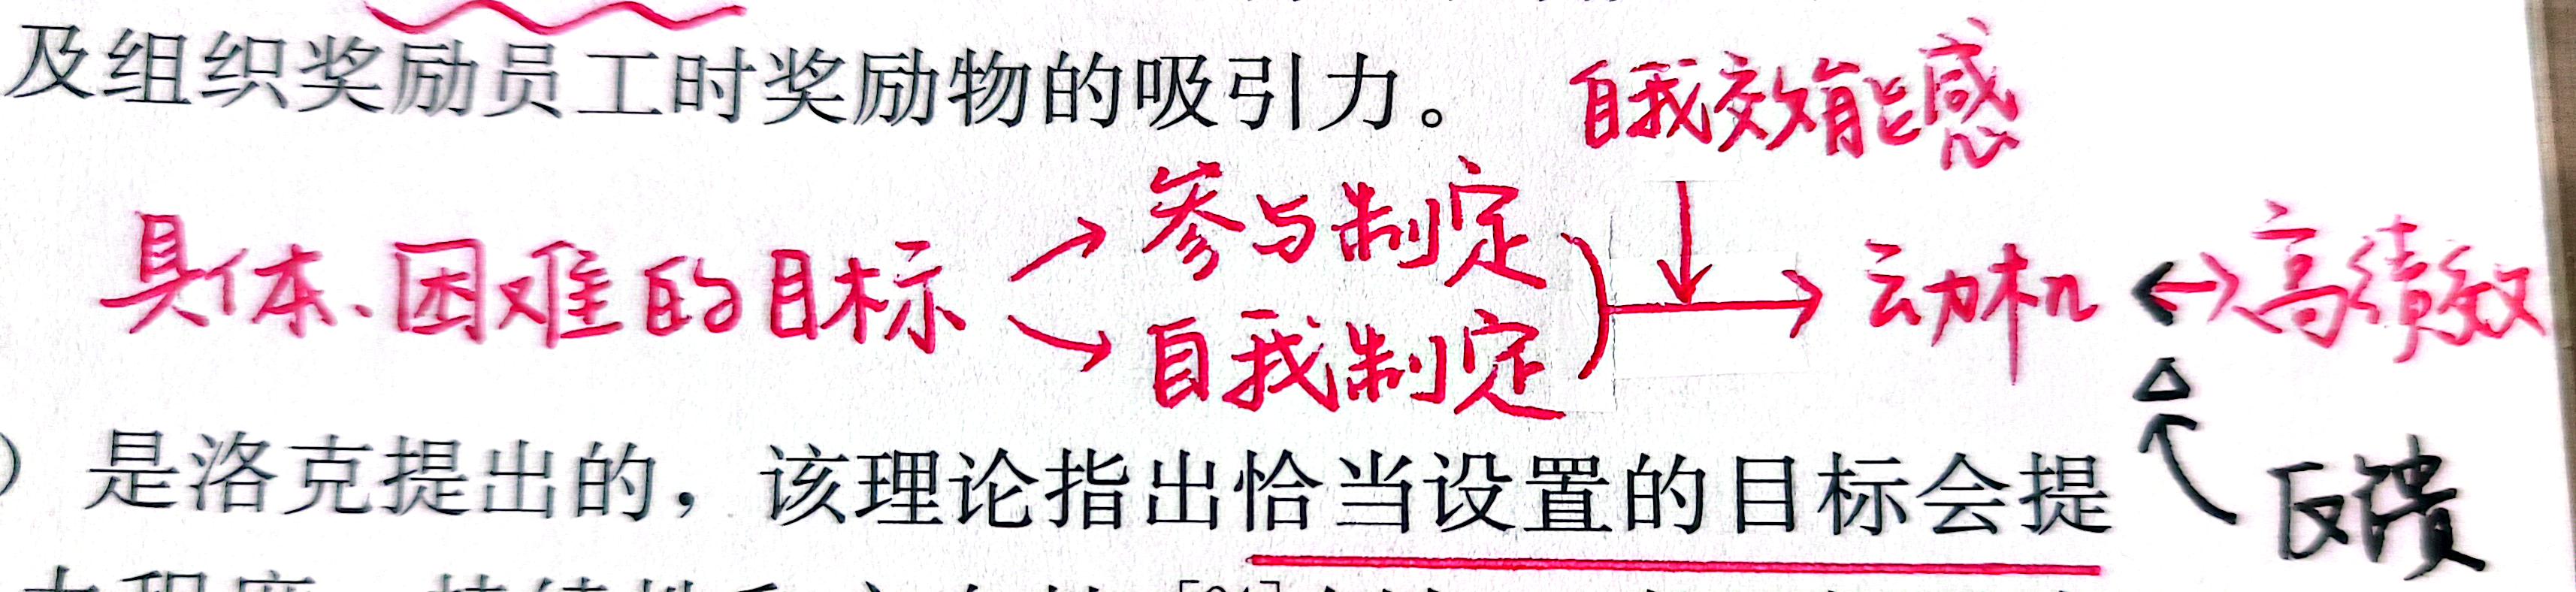 及组织奖励员工时奖励物的吸引力。
自我效能感
具体、困难的目标
参与制定
自我制定
动机
高绩效
是洛克提出的，该理论指出恰当设置的目标会提
反馈